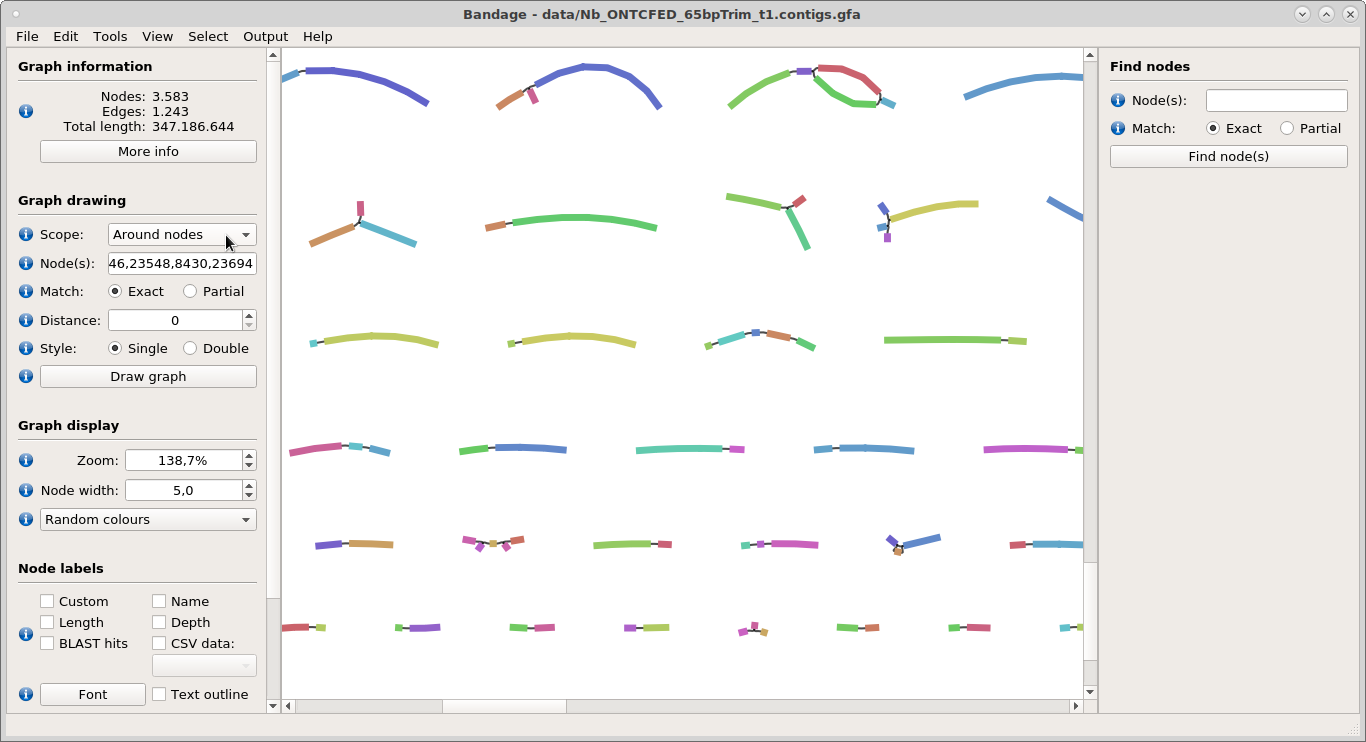 Bandage - data/Nb_ONTCFED_65bpTrim_t1.contigs.gfa
File Edit Tools View Select Output Help
Graph information
Nodes: 3.583
Edges: 1.243
Total length: 347.186.644
More info
Graph drawing
Scope: Around nodes
Node(s): 46,23548,8430,23694
Match: Exact Partial
Distance: 0
Style: Single Double
Draw graph
Graph display
Zoom: 138,7%
Node width: 5,0
Random colours
Node labels
Custom Name
Length Depth
BLAST hits CSV data:
Font Text outline
Find nodes
Node(s):
Match: Exact Partial
Find node(s)